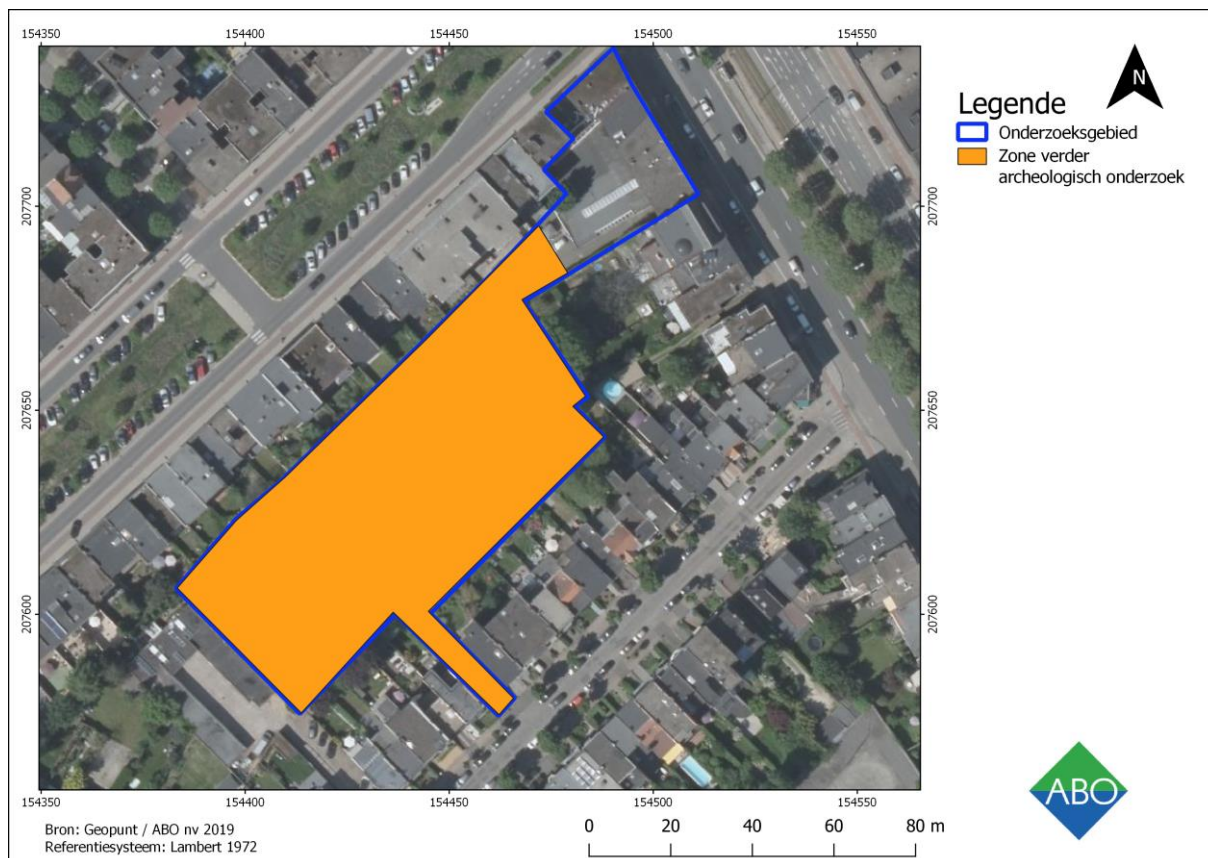 154350 154400 154450 154500 154550
N
Legende
Onderzoeksgebied
Zone verder
archeologisch onderzoek
207700 207700
207650 207650
207600 207600
ABO
154350 154400 154450 154500 154550
Bron: Geopunt / ABO nv 2019
Referentiesysteem: Lambert 1972
0 20 40 60 80 m